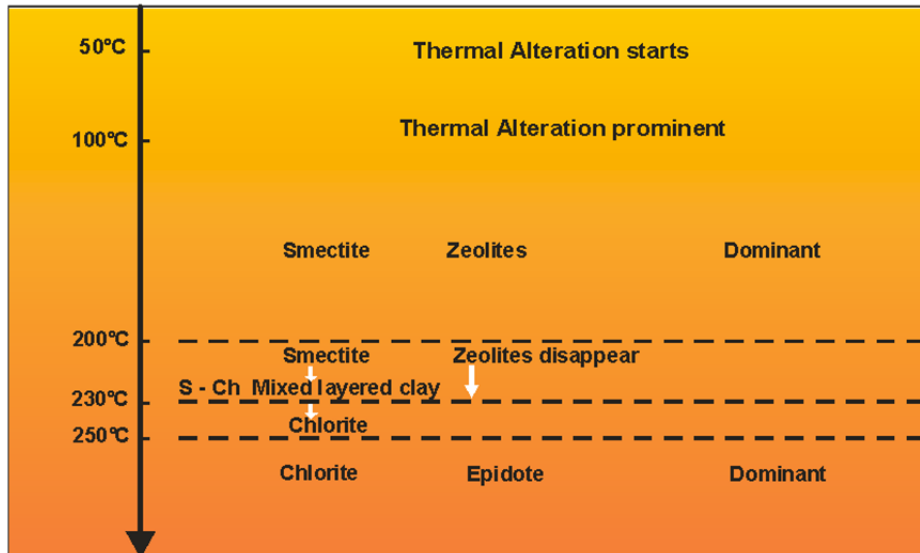 50°C Thermal Alteration starts
Thermal Alteration prominent
100°C
Smectite Zeolites Dominant
200°C
Smectite Zeolites disappear
S - Ch Mixed layered clay
230°C
Chlorite
250°C
Chlorite Epidote Dominant